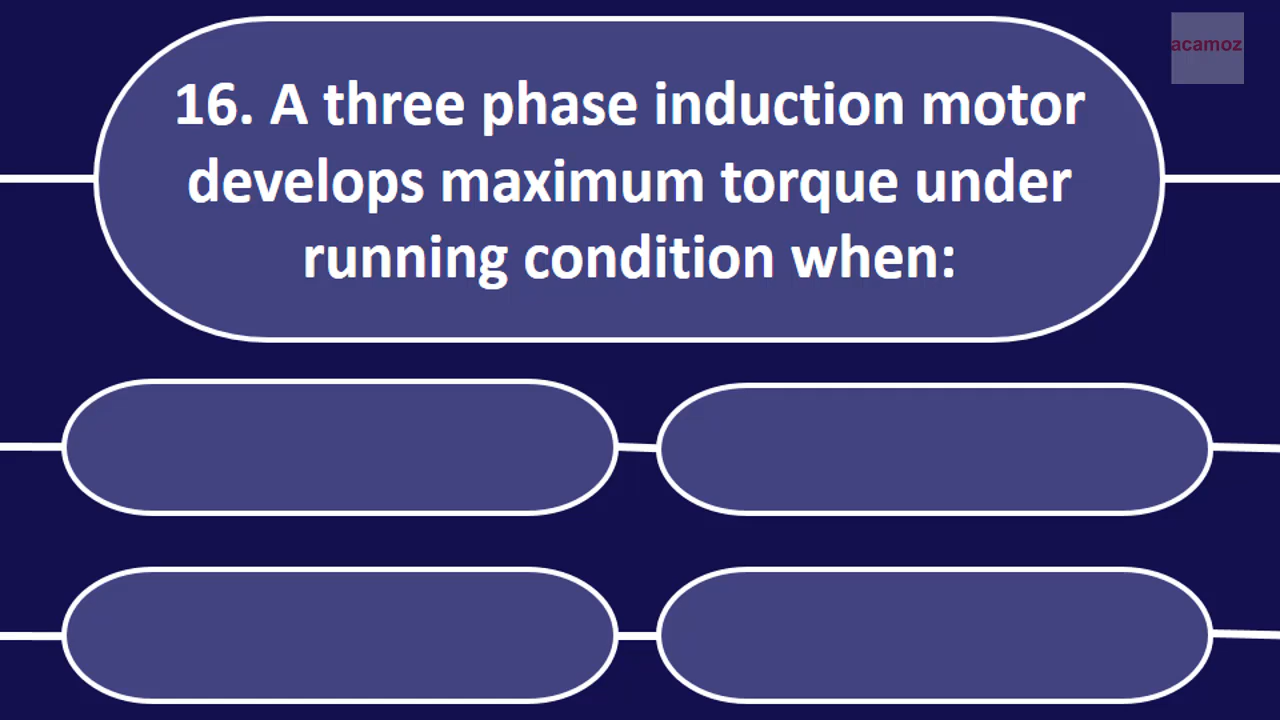 acamoz
16. A three phase induction motor
develops maximum torque under
running condition when: